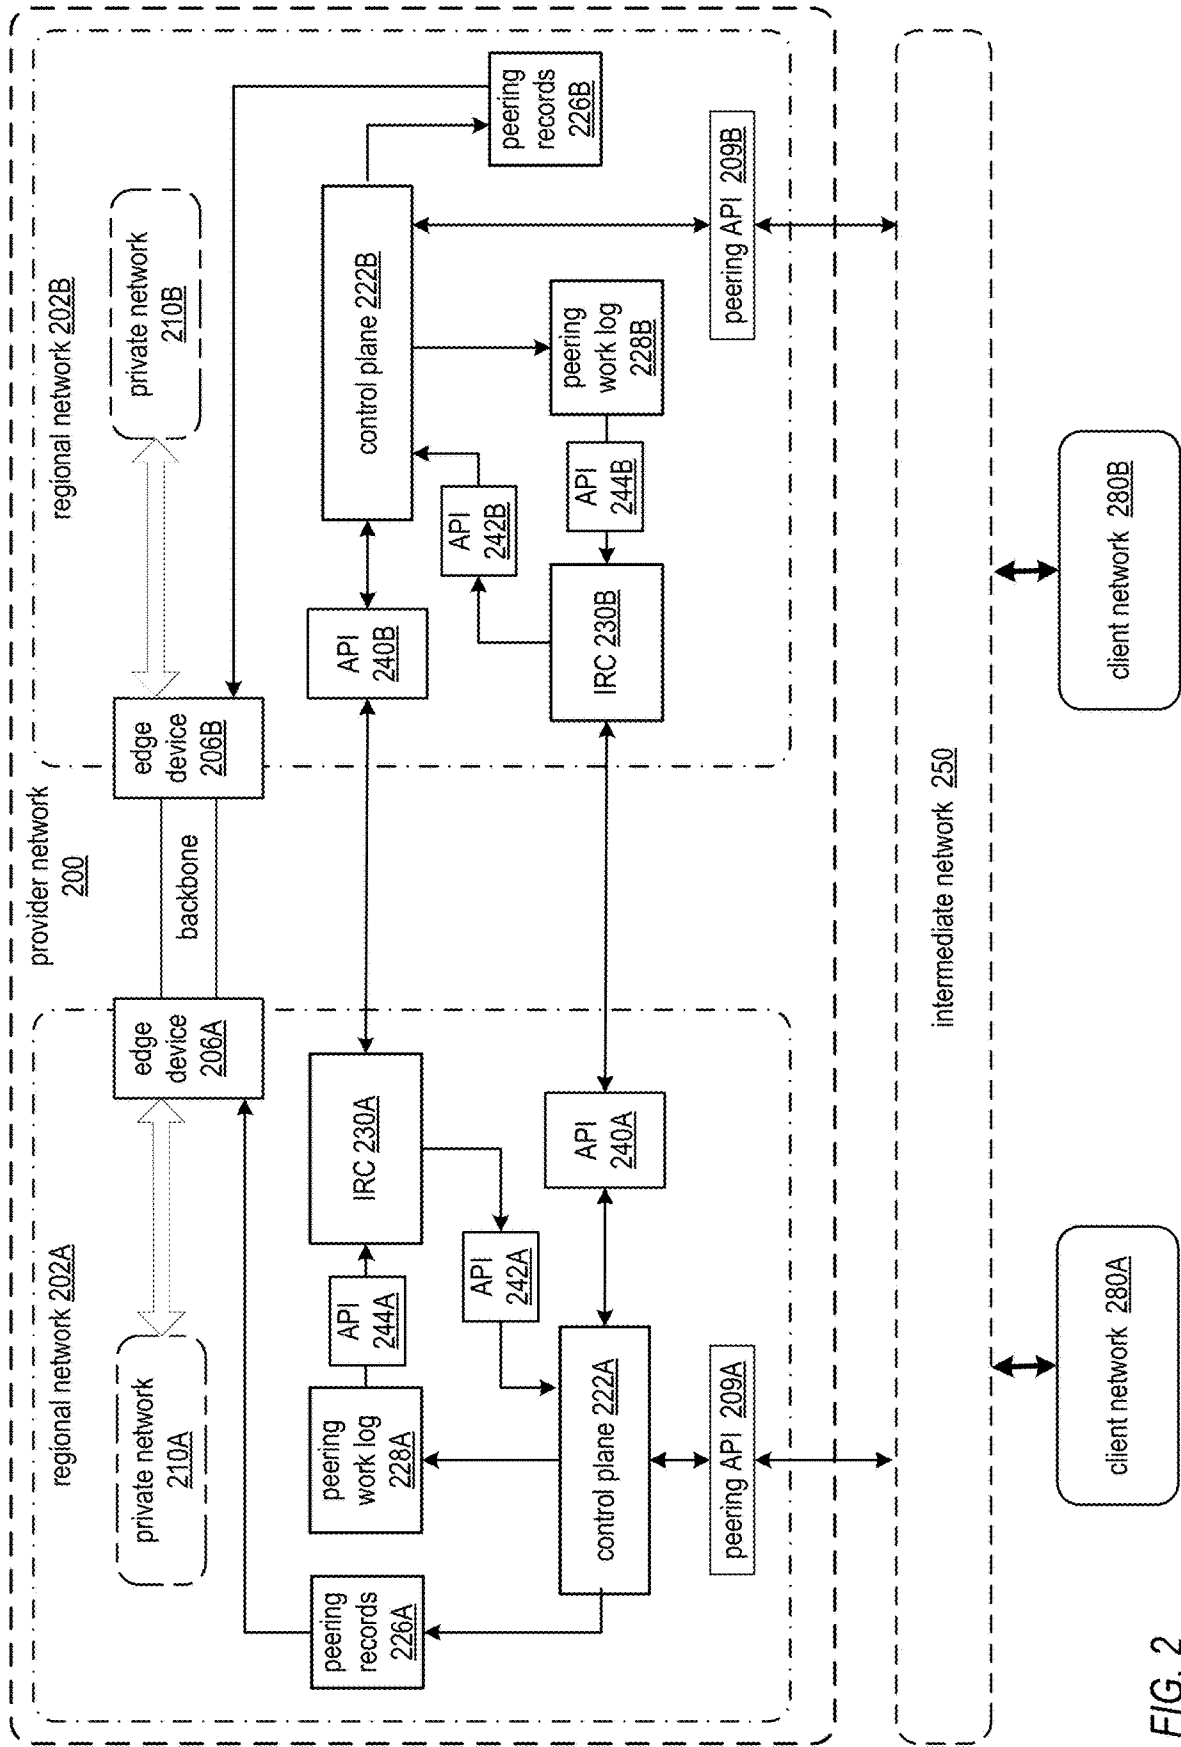 provider network
200
regional network 202A
private network
210A
edge
device
206A
backbone
edge
device
206B
regional network 202B
private network
210B
peering
records
226A
peering
work log
228A
API
244A
IRC 230A
API
242A
control plane 222A
API
240A
peering API 209A
API
240B
control plane 222B
peering
records
226B
IRC 230B
API
242B
API
244B
peering
work log
228B
peering API 209B
intermediate network 250
client network 280A
client network 280B
FIG. 2